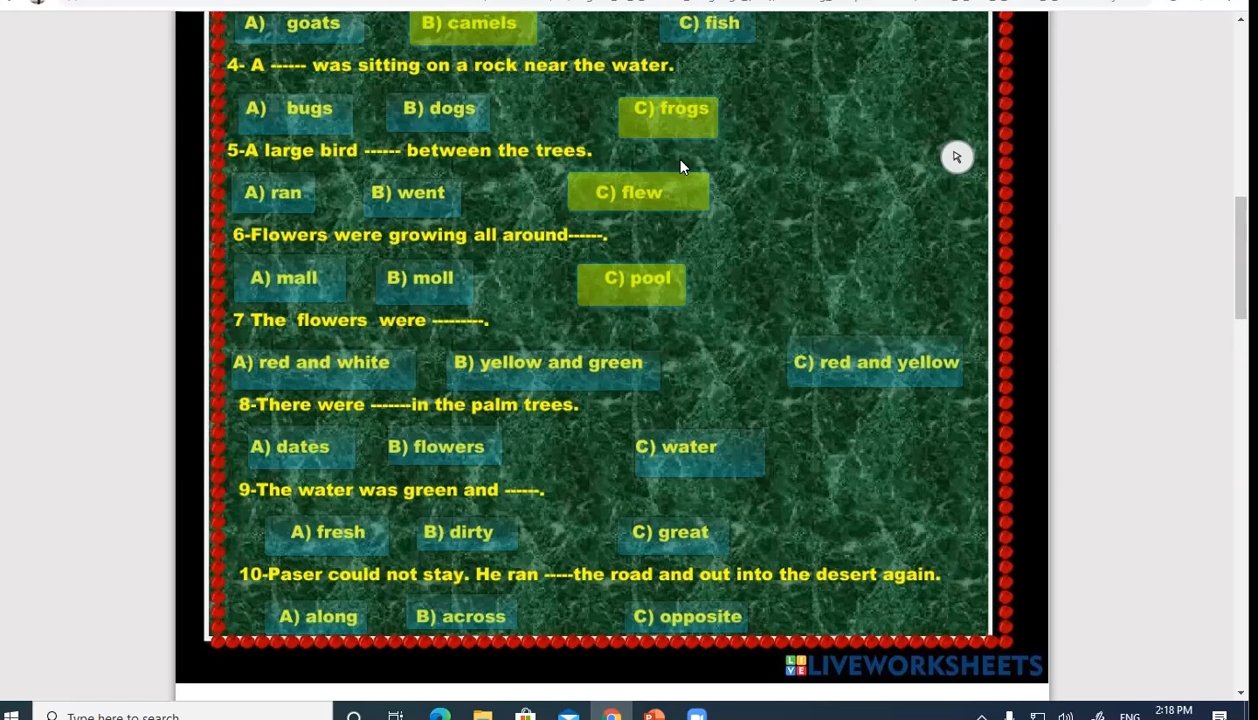 A) goats B) camels C) fish
4- A ------ was sitting on a rock near the water.
A) bugs B) dogs C) frogs
5-A large bird ------ between the trees.
A) ran B) went C) flew
6-Flowers were growing all around------.
A) mall B) moll C) pool
7 The flowers were ---------.
A) red and white B) yellow and green C) red and yellow
8-There were -------in the palm trees.
A) dates B) flowers C) water
9-The water was green and ------.
A) fresh B) dirty C) great
10-Paser could not stay. He ran -----the road and out into the desert again.
A) along B) across C) opposite
LIVE LIVEWORKSHEETS
Type here to search
ENG
2:18 PM